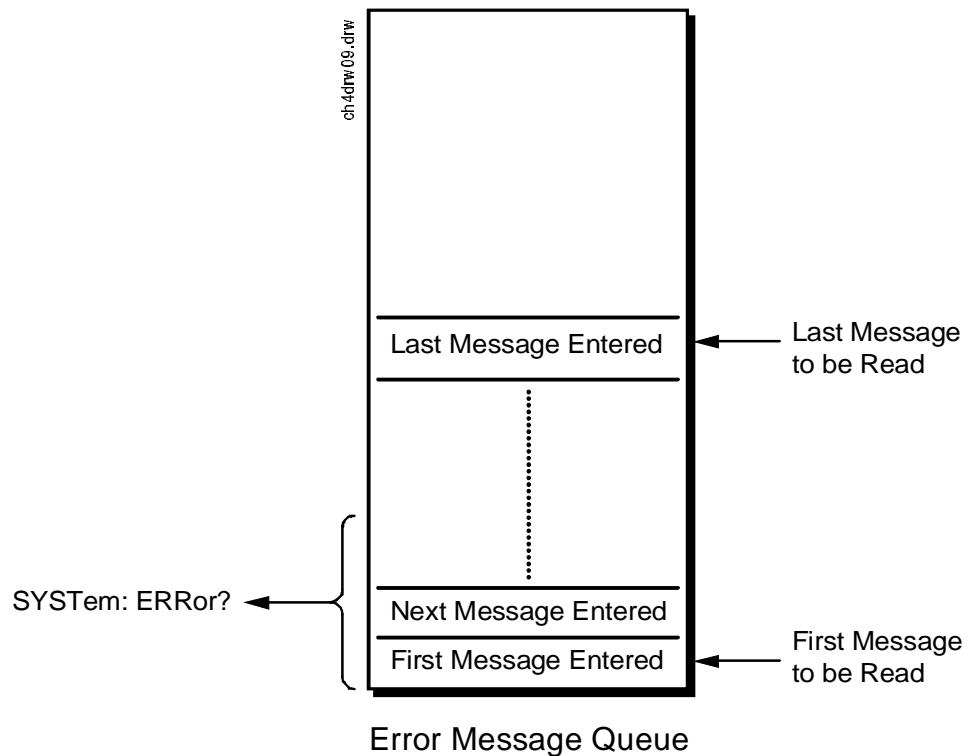 ch4drw09.drw
Last Message Entered
Last Message
to be Read
SYSTem: ERRor?
Next Message Entered
First Message Entered
First Message
to be Read
Error Message Queue